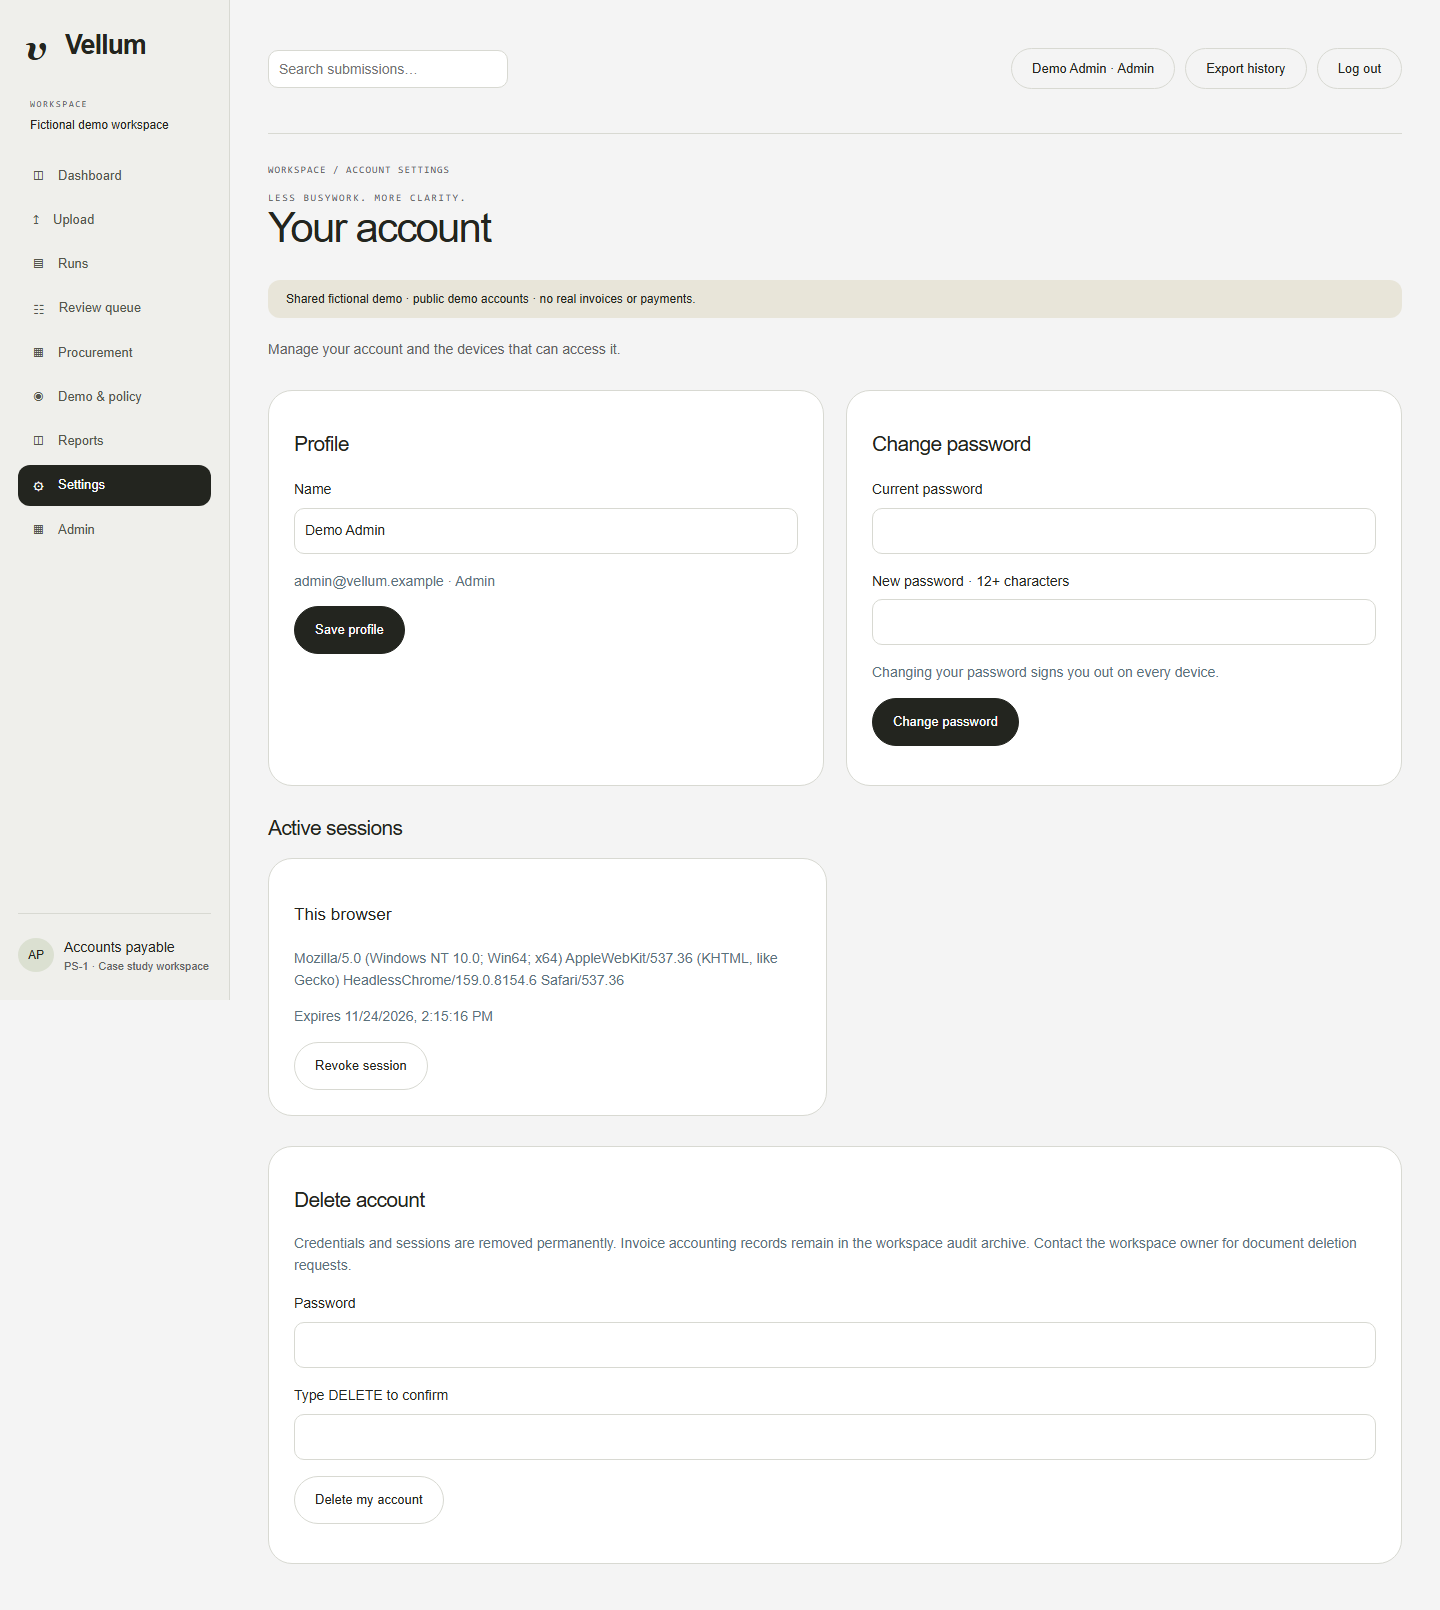 v Vellum
WORKSPACE
Fictional demo workspace
Dashboard
Upload
Runs
Review queue
Procurement
Demo & policy
Reports
Settings
Admin
AP
Accounts payable
PS-1 · Case study workspace
Search submissions…
Demo Admin · Admin
Export history
Log out
WORKSPACE / ACCOUNT SETTINGS
LESS BUSYWORK. MORE CLARITY.
Your account
Shared fictional demo · public demo accounts · no real invoices or payments.
Manage your account and the devices that can access it.
Profile
Name
Demo Admin
admin@vellum.example · Admin
Save profile
Change password
Current password
New password · 12+ characters
Changing your password signs you out on every device.
Change password
Active sessions
This browser
Mozilla/5.0 (Windows NT 10.0; Win64; x64) AppleWebKit/537.36 (KHTML, like
Gecko) HeadlessChrome/159.0.8154.6 Safari/537.36
Expires 11/24/2026, 2:15:16 PM
Revoke session
Delete account
Credentials and sessions are removed permanently. Invoice accounting records remain in the workspace audit archive. Contact the workspace owner for document deletion
requests.
Password
Type DELETE to confirm
Delete my account